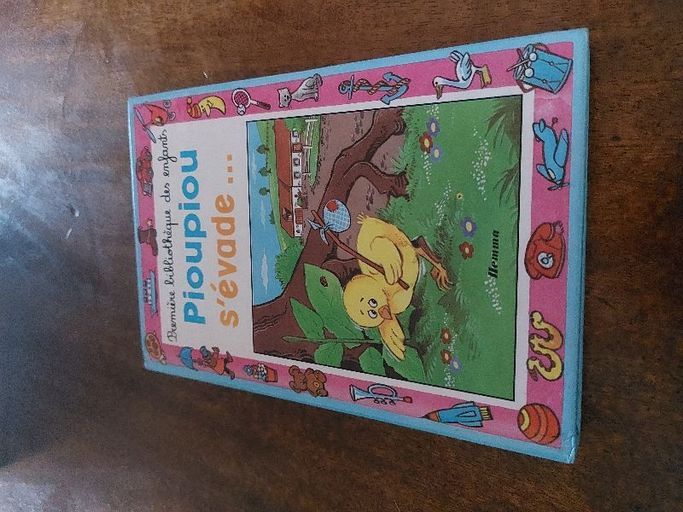 Première bibliothèque des enfants
Pioupiou
s'évade ...
Hemma